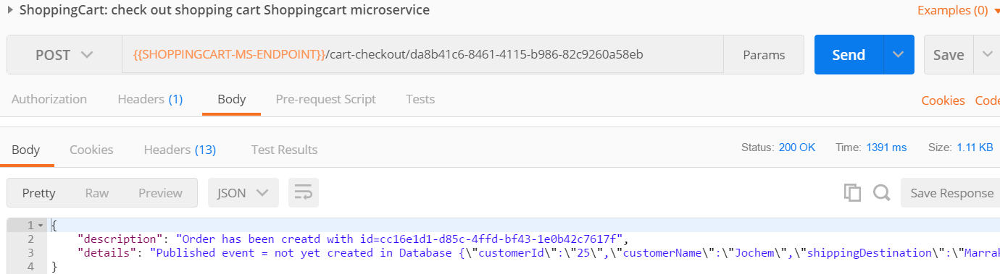 ShoppingCart: check out shopping cart Shoppingcart microservice Examples (0)
POST {{SHOPPINGCART-MS-ENDPOINT}}/cart-checkout/da8b41c6-8461-4115-b986-82c9260a58eb Params Send Save
Authorization Headers (1) Body Pre-request Script Tests Cookies Code
Body Cookies Headers (13) Test Results Status: 200 OK Time: 1391 ms Size: 1.11 KB
Pretty Raw Preview JSON Save Response
1 {
2 "description": "Order has been creatd with id=cc16e1d1-d85c-4ffd-bf43-1e0b42c7617f",
3 "details": "Published event = not yet created in Database {\"customerId\":\"25\",\"customerName\":\"Jochem\",\"shippingDestination\":\"Marrak
4 }